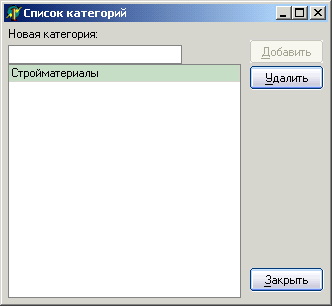 Список категорий
Новая категория:
Добавить
Стройматериалы
Удалить
Закрыть